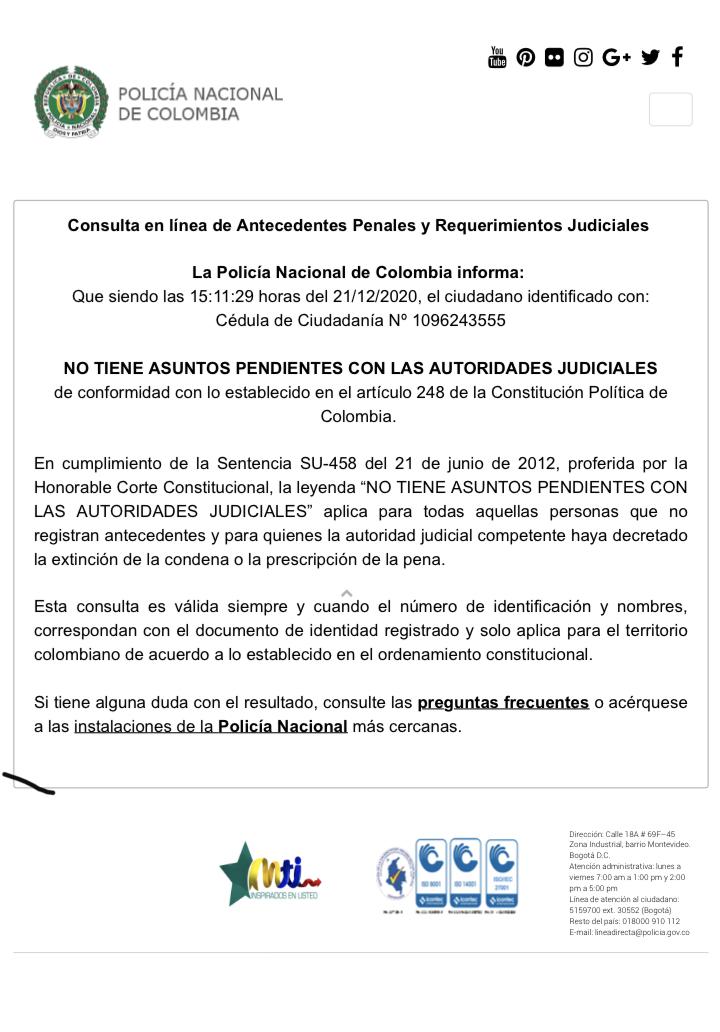 You
Tube
POLICÍA NACIONAL
DE COLOMBIA
Consulta en línea de Antecedentes Penales y Requerimientos Judiciales
La Policía Nacional de Colombia informa:
Que siendo las 15:11:29 horas del 21/12/2020, el ciudadano identificado con:
Cédula de Ciudadanía Nº 1096243555
NO TIENE ASUNTOS PENDIENTES CON LAS AUTORIDADES JUDICIALES
de conformidad con lo establecido en el artículo 248 de la Constitución Política de
Colombia.
En cumplimiento de la Sentencia SU-458 del 21 de junio de 2012, proferida por la
Honorable Corte Constitucional, la leyenda “NO TIENE ASUNTOS PENDIENTES CON
LAS AUTORIDADES JUDICIALES” aplica para todas aquellas personas que no
registran antecedentes y para quienes la autoridad judicial competente haya decretado
la extinción de la condena o la prescripción de la pena.
Esta consulta es válida siempre y cuando el número de identificación y nombres,
correspondan con el documento de identidad registrado y solo aplica para el territorio
colombiano de acuerdo a lo establecido en el ordenamiento constitucional.
Si tiene alguna duda con el resultado, consulte las preguntas frecuentes o acérquese
a las instalaciones de la Policía Nacional más cercanas.
mti
INSPIRADOS EN USTED
ISO 9001
ISO 14001
ISO/IEC
27001
icontec
icontec
icontec
Dirección: Calle 18A # 69F–45
Zona Industrial, barrio Montevideo.
Bogotá D.C.
Atención administrativa: lunes a
viernes 7:00 am a 1:00 pm y 2:00
pm a 5:00 pm
Línea de atención al ciudadano:
5159700 ext. 30552 (Bogotá)
Resto del país: 018000 910 112
E-mail: lineadirecta@policia.gov.co